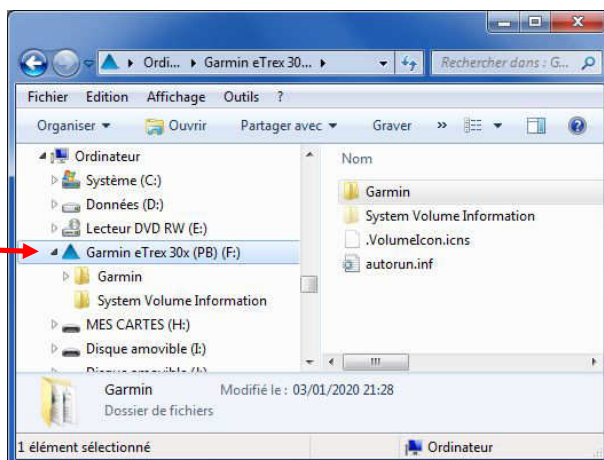 Ordi... Garmin eTrex 30...
Rechercher dans : G...
Fichier Edition Affichage Outils ?
Organiser Ouvrir Partager avec Graver »
Ordinateur
Système (C:)
Données (D:)
Lecteur DVD RW (E:)
Garmin eTrex 30x (PB) (F:)
Garmin
System Volume Information
MES CARTES (H:)
Disque amovible (I:)
Nom
Garmin
System Volume Information
.VolumeIcon.icns
autorun.inf
Garmin Modifié le : 03/01/2020 21:28
Dossier de fichiers
1 élément sélectionné Ordinateur